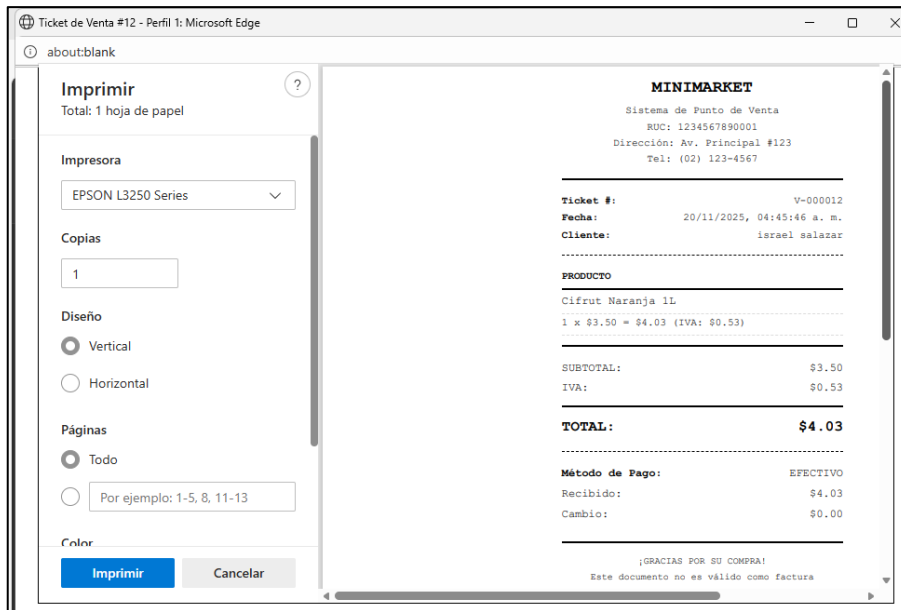 Ticket de Venta #12 - Perfil 1: Microsoft Edge
about:blank
Imprimir
?
Total: 1 hoja de papel
Impresora
EPSON L3250 Series
Copias
1
Diseño
Vertical
Horizontal
Páginas
Todo
Por ejemplo: 1-5, 8, 11-13
Color
Imprimir Cancelar
MINIMARKET
Sistema de Punto de Venta
RUC: 1234567890001
Dirección: Av. Principal #123
Tel: (02) 123-4567
Ticket #: V-000012
Fecha: 20/11/2025, 04:45:46 a. m.
Cliente: israel salazar
PRODUCTO
Cifrut Naranja 1L
1 x $3.50 = $4.03 (IVA: $0.53)
SUBTOTAL: $3.50
IVA: $0.53
TOTAL: $4.03
Método de Pago: EFECTIVO
Recibido: $4.03
Cambio: $0.00
¡GRACIAS POR SU COMPRA!
Este documento no es válido como factura